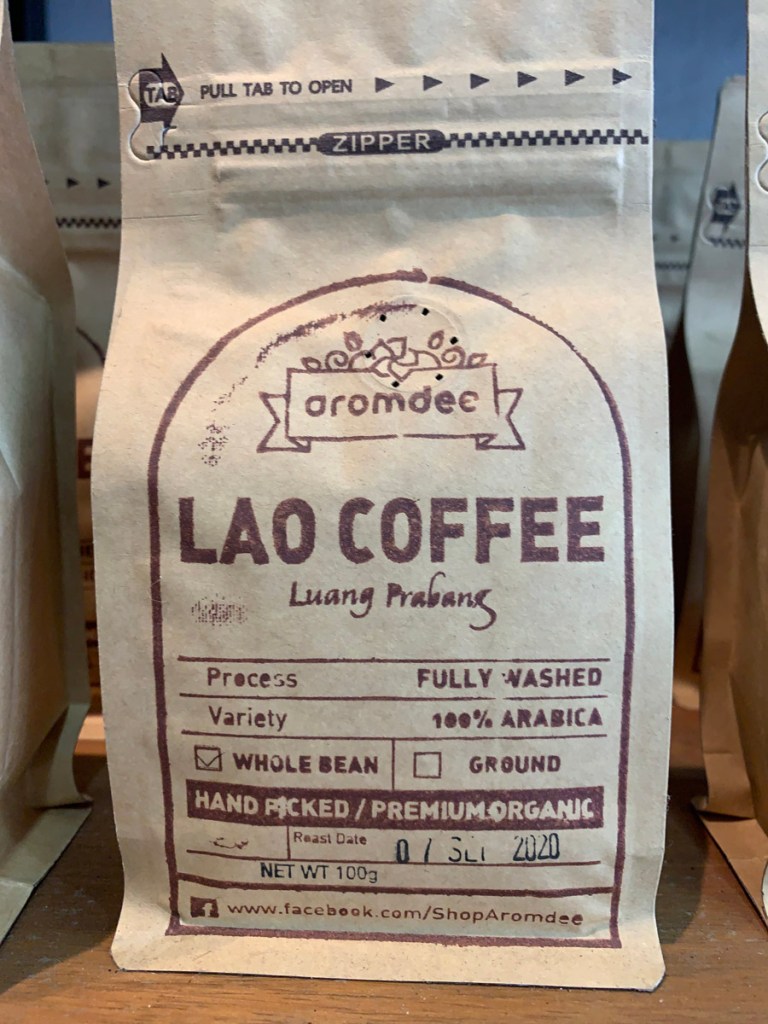 TAB PULL TAB TO OPEN
ZIPPER
aromdee
LAO COFFEE
Luang Prabang
Process FULLY WASHED
Variety 100% ARABICA
WHOLE BEAN GROUND
HAND PICKED / PREMIUM ORGANIC
Roast Date 2020
NET WT 100g
www.facebook.com/ShopAromdee